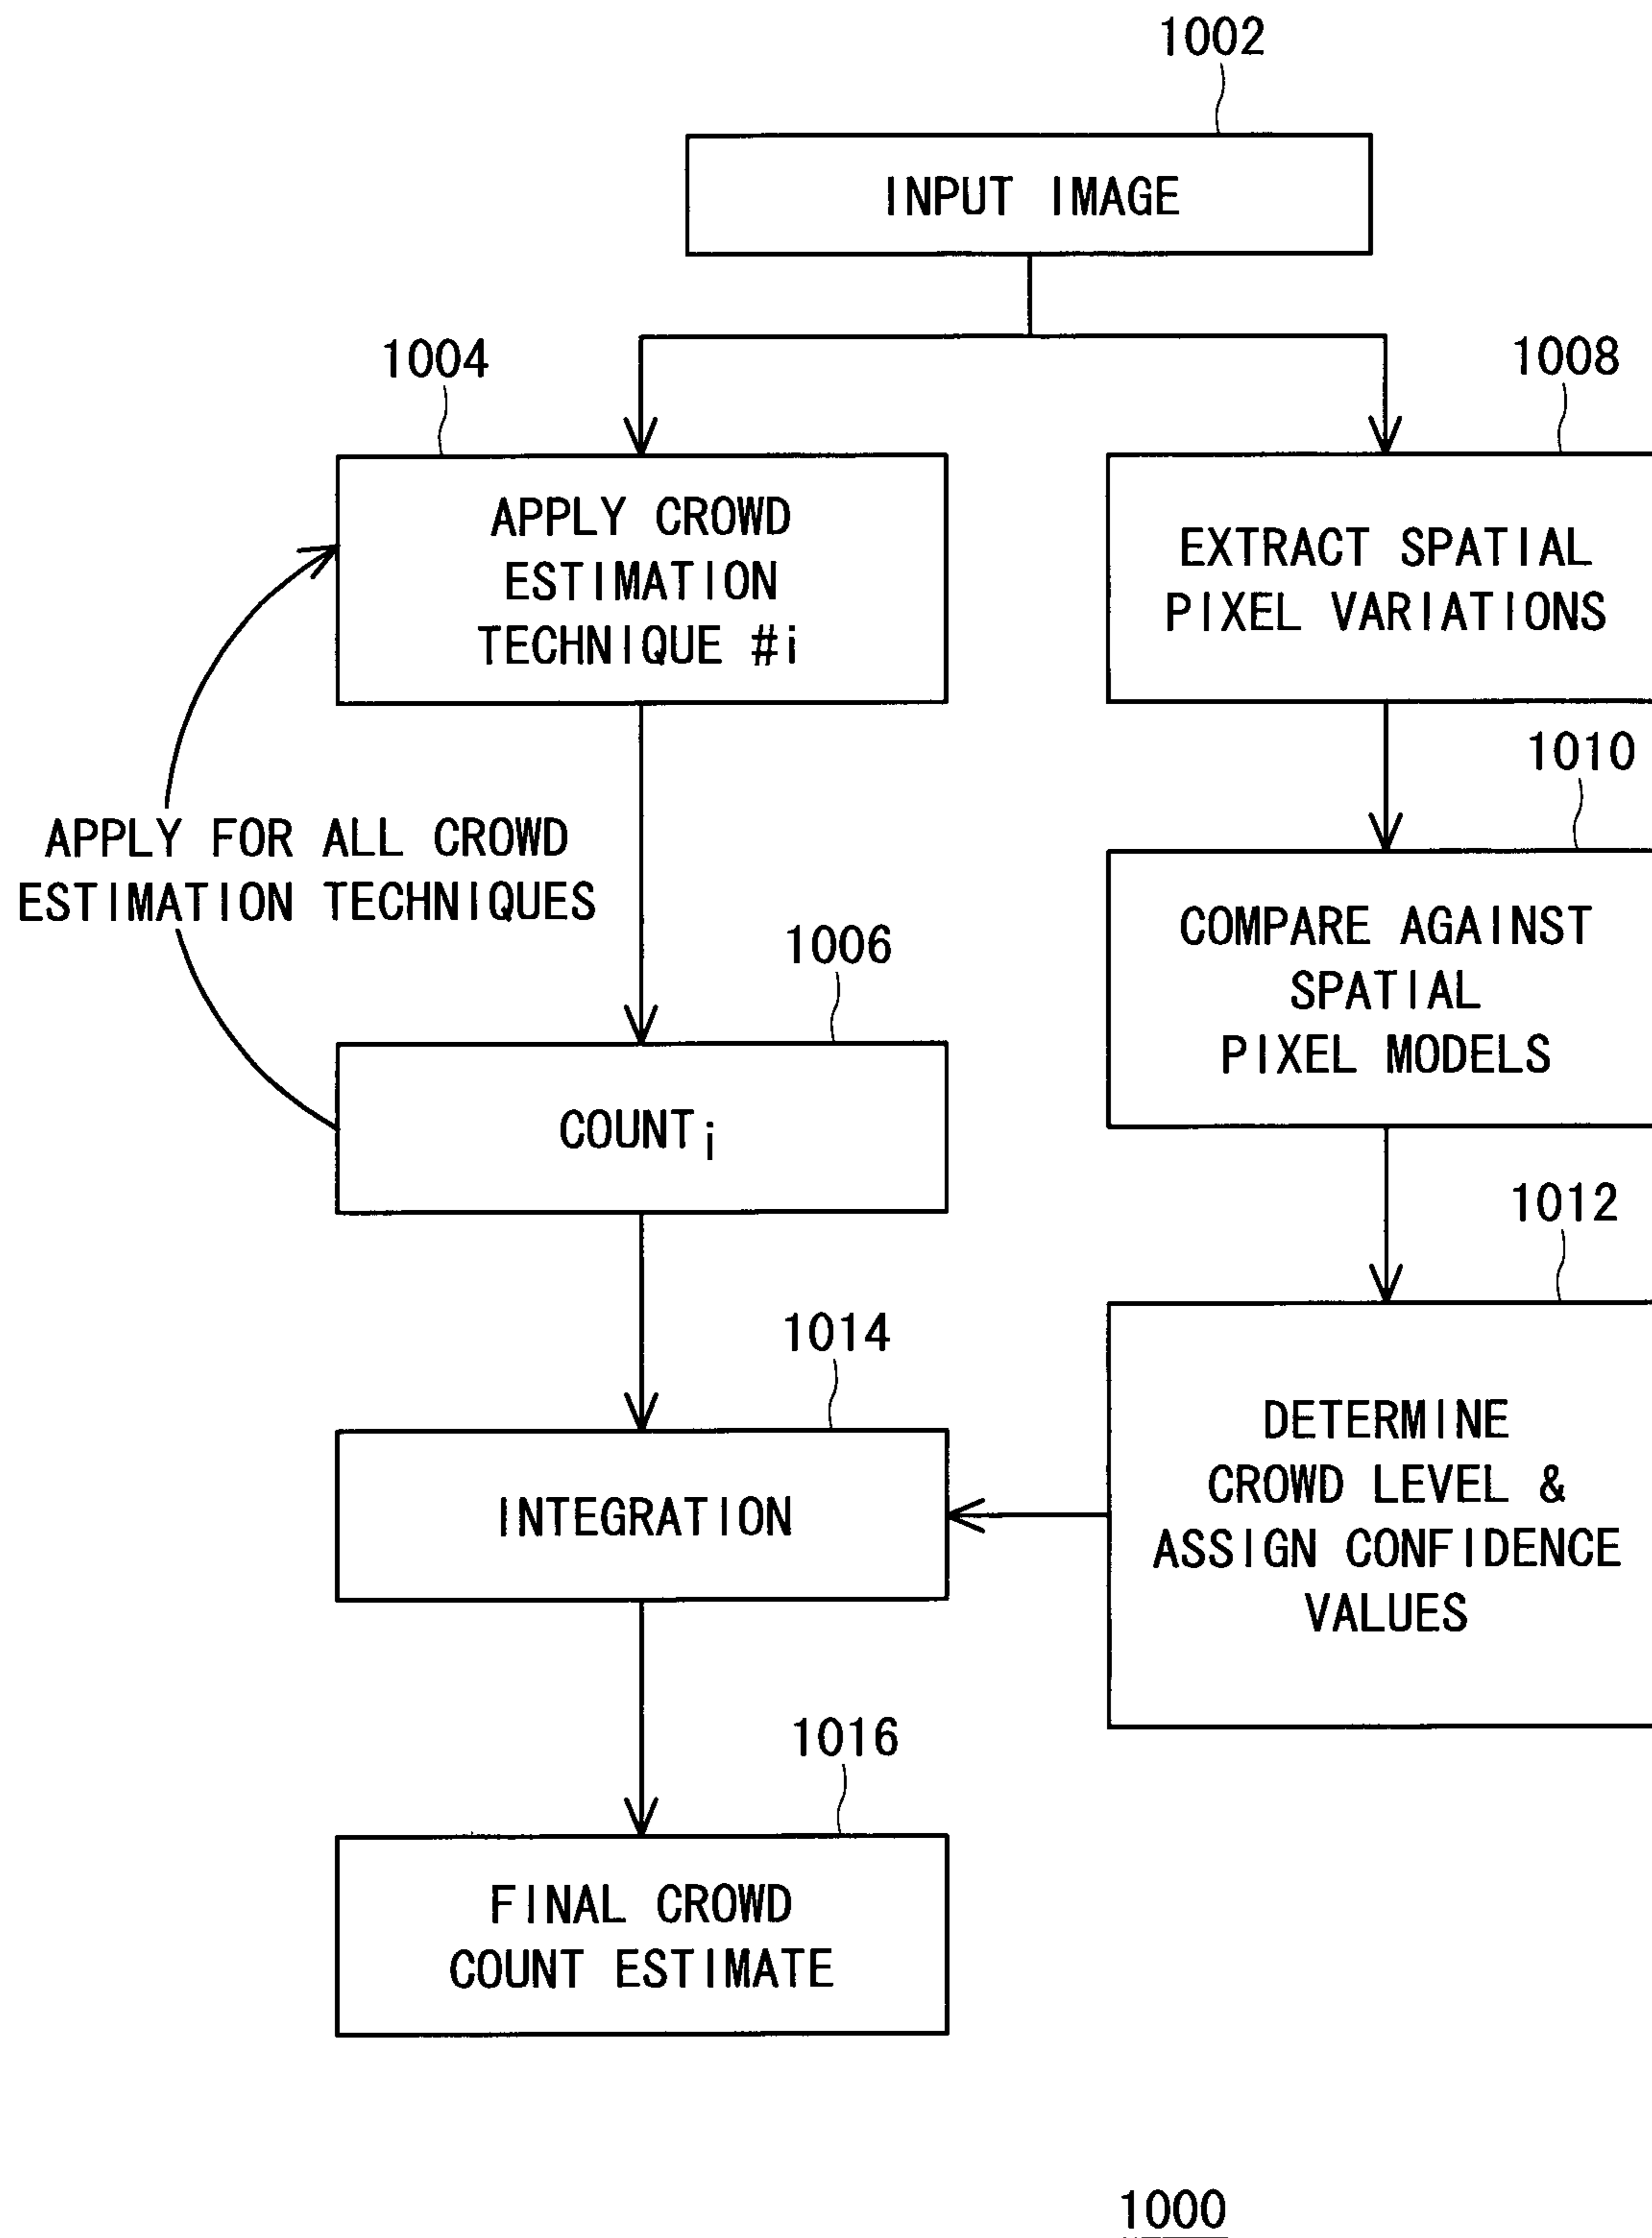 1002
INPUT IMAGE
1004
1008
APPLY CROWD
ESTIMATION
TECHNIQUE #i
EXTRACT SPATIAL
PIXEL VARIATIONS
1010
APPLY FOR ALL CROWD
ESTIMATION TECHNIQUES
1006
COMPARE AGAINST
SPATIAL
PIXEL MODELS
COUNTi
1012
1014
INTEGRATION
DETERMINE
CROWD LEVEL &
ASSIGN CONFIDENCE
VALUES
1016
FINAL CROWD
COUNT ESTIMATE
1000